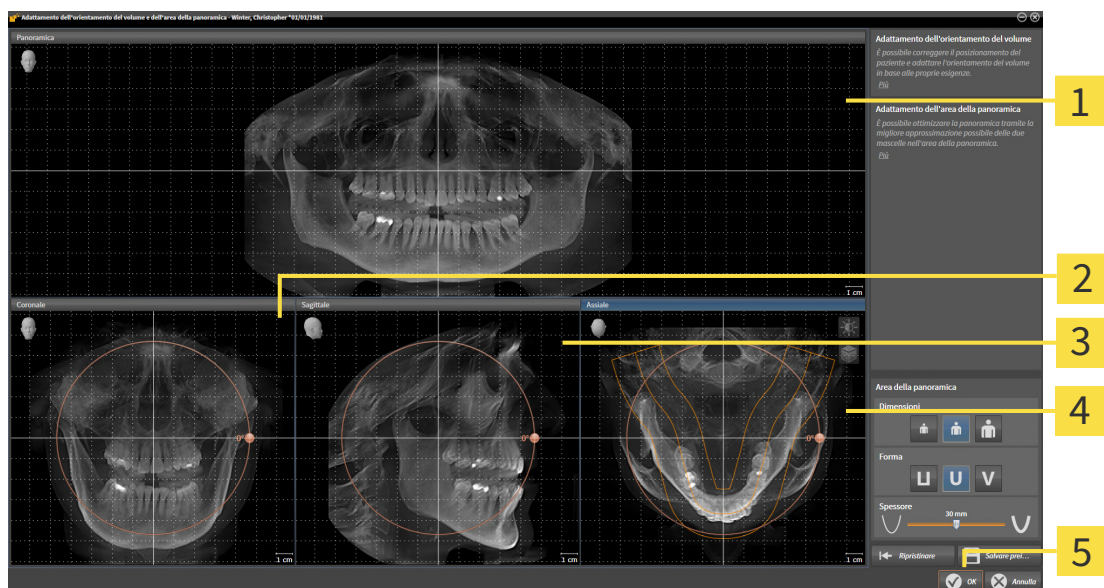 Adattamento dell'orientamento del volume e dell'area della panoramica - Winter, Christopher *01/01/1981
Panoramica
1 cm
Coronale
:0°
1 cm
Sagittale
:0°
1 cm
Assiale
:0°
1 cm
Adattamento dell'orientamento del volume
È possibile correggere il posizionamento del
paziente e adattare l'orientamento del volume
in base alle proprie esigenze.
Più
Adattamento dell'area della panoramica
È possibile ottimizzare la panoramica tramite la
migliore approssimazione possibile delle due
mascelle nell'area della panoramica.
Più
Area della panoramica
Dimensioni
Forma
U V
Spessore
30 mm
Ripristinare
Salvare prei...
OK
Annulla
1
2
3
4
5